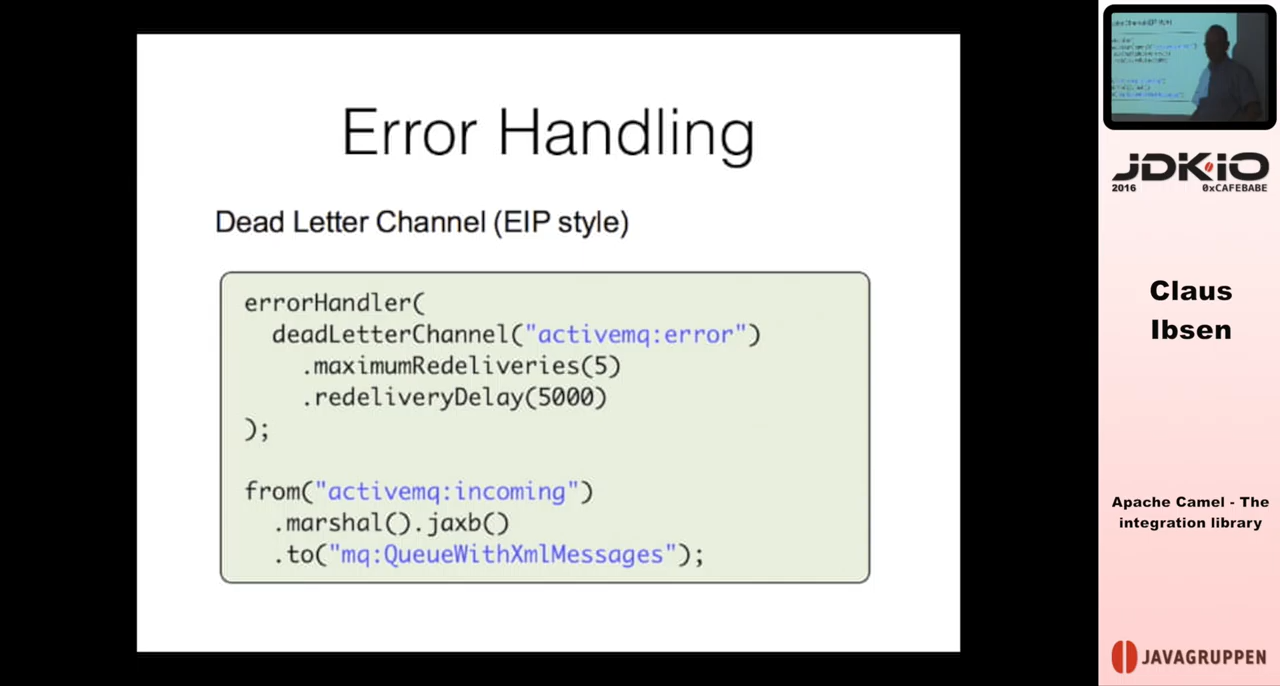 Error Handling
Dead Letter Channel (EIP style)
errorHandler(
deadLetterChannel("activemq:error")
.maximumRedeliveries(5)
.redeliveryDelay(5000)
);
from("activemq:incoming")
.marshal().jaxb()
.to("mq:QueueWithXmlMessages");
JDK.IO
2016 0xCAFEBABE
Claus
Ibsen
Apache Camel - The
integration library
JAVAGRUPPEN